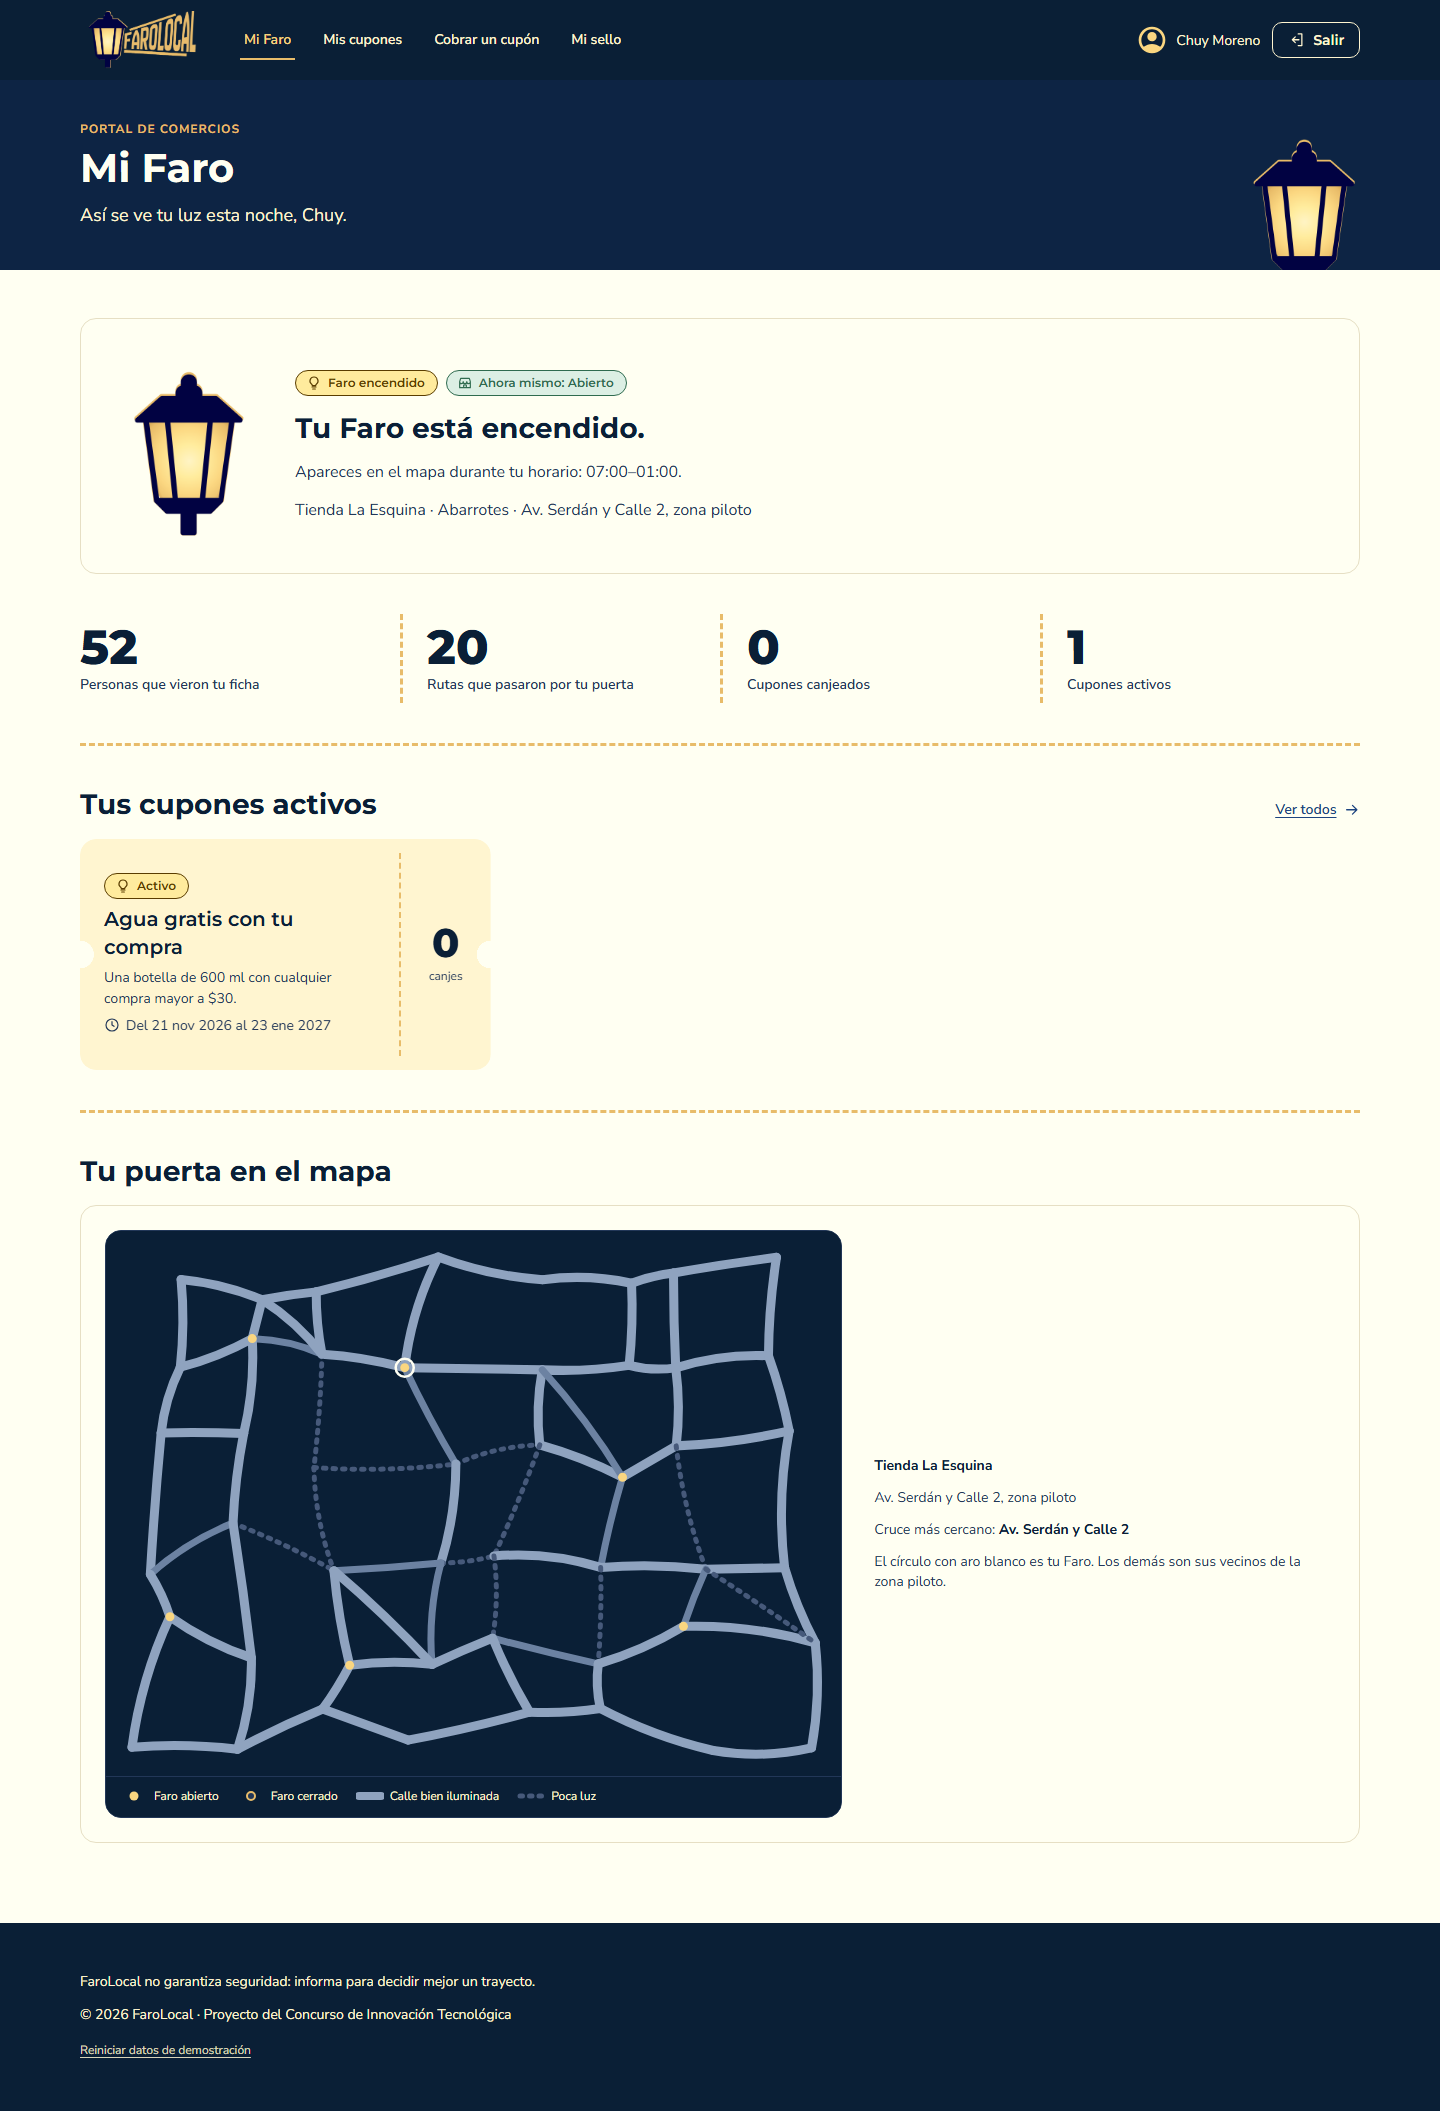 FAROLOCAL
Mi Faro
Mis cupones
Cobrar un cupón
Mi sello
Chuy Moreno
Salir
PORTAL DE COMERCIOS
Mi Faro
Así se ve tu luz esta noche, Chuy.
Faro encendido
Ahora mismo: Abierto
Tu Faro está encendido.
Apareces en el mapa durante tu horario: 07:00–01:00.
Tienda La Esquina · Abarrotes · Av. Serdán y Calle 2, zona piloto
52
Personas que vieron tu ficha
20
Rutas que pasaron por tu puerta
0
Cupones canjeados
1
Cupones activos
Tus cupones activos
Ver todos
Activo
Agua gratis con tu
compra
Una botella de 600 ml con cualquier
compra mayor a $30.
Del 21 nov 2026 al 23 ene 2027
0
canjes
Tu puerta en el mapa
Tienda La Esquina
Av. Serdán y Calle 2, zona piloto
Cruce más cercano: Av. Serdán y Calle 2
El círculo con aro blanco es tu Faro. Los demás son sus vecinos de la
zona piloto.
Faro abierto
Faro cerrado
Calle bien iluminada
Poca luz
FaroLocal no garantiza seguridad: informa para decidir mejor un trayecto.
© 2026 FaroLocal · Proyecto del Concurso de Innovación Tecnológica
Reiniciar datos de demostración